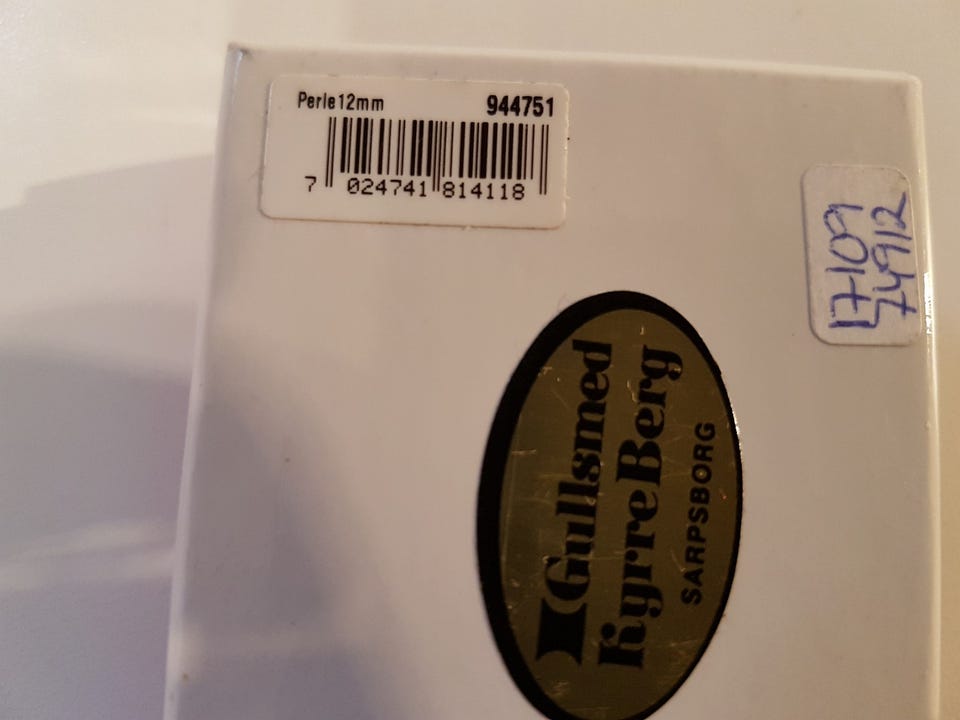 Perle12mm 944751
7 024741 814118
17109
74912
Gullsmed
Kyrre Berg
SARPSBORG